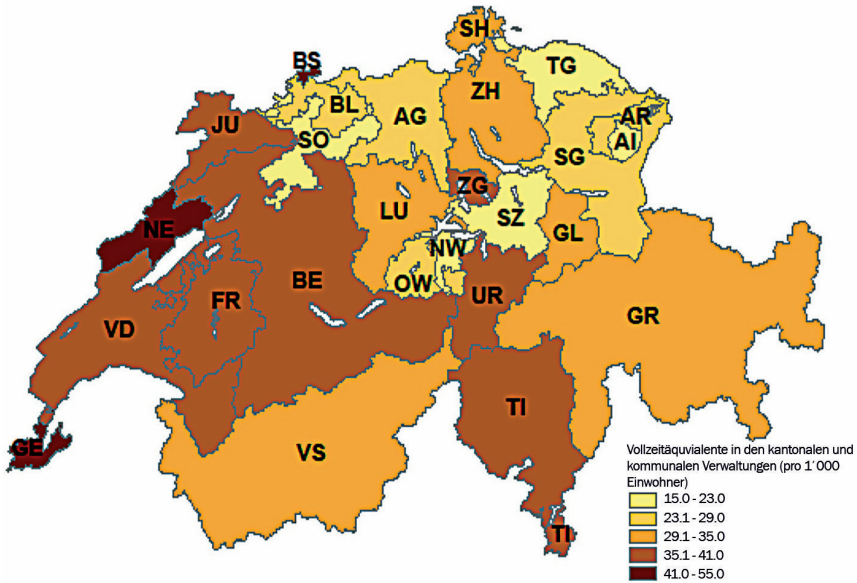 SH
BS
TG
ZH
BL
AR
AG
JU
AI
SO
SG
ZG
LU
SZ
NE
GL
NW
BE
OW
UR
FR
GR
VD
TI
GE
VS
TI
Vollzeitäquvialente in den kantonalen und
kommunalen Verwaltungen (pro 1´000
Einwohner)
15.0 - 23.0
23.1 - 29.0
29.1 - 35.0
35.1 - 41.0
41.0 - 55.0